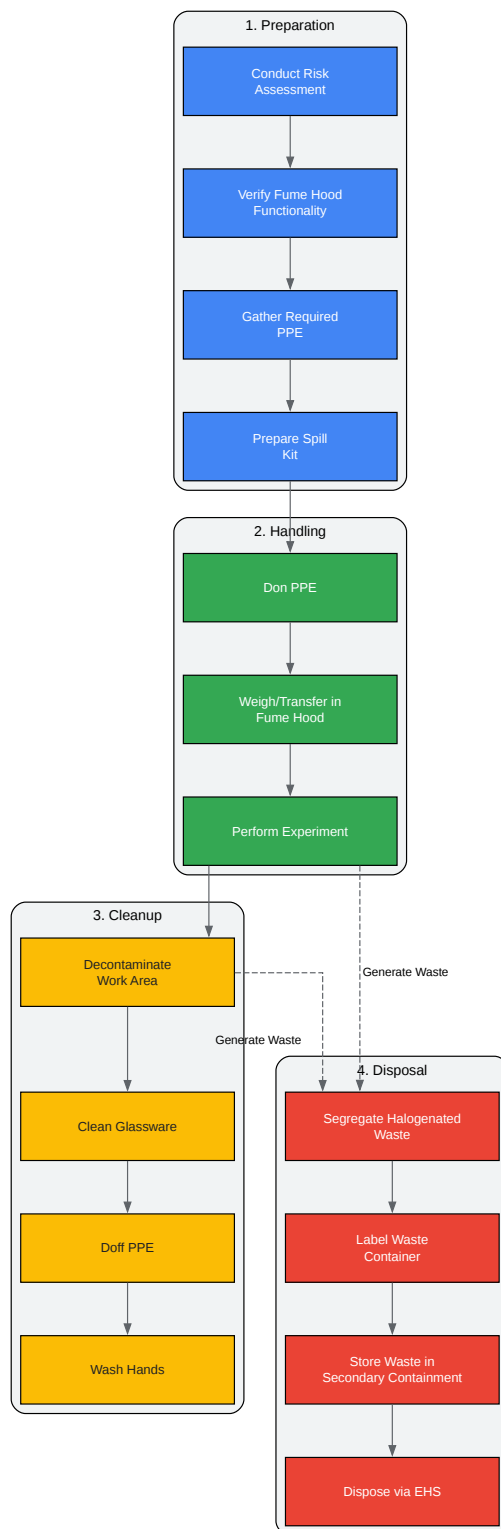 1. Preparation
Conduct Risk
Assessment
Verify Fume Hood
Functionality
Gather Required
PPE
Prepare Spill
Kit
2. Handling
Don PPE
Weigh/Transfer in
Fume Hood
Perform Experiment
3. Cleanup
Decontaminate
Work Area
Generate Waste
Generate Waste
Clean Glassware
Doff PPE
Wash Hands
4. Disposal
Segregate Halogenated
Waste
Label Waste
Container
Store Waste in
Secondary Containment
Dispose via EHS